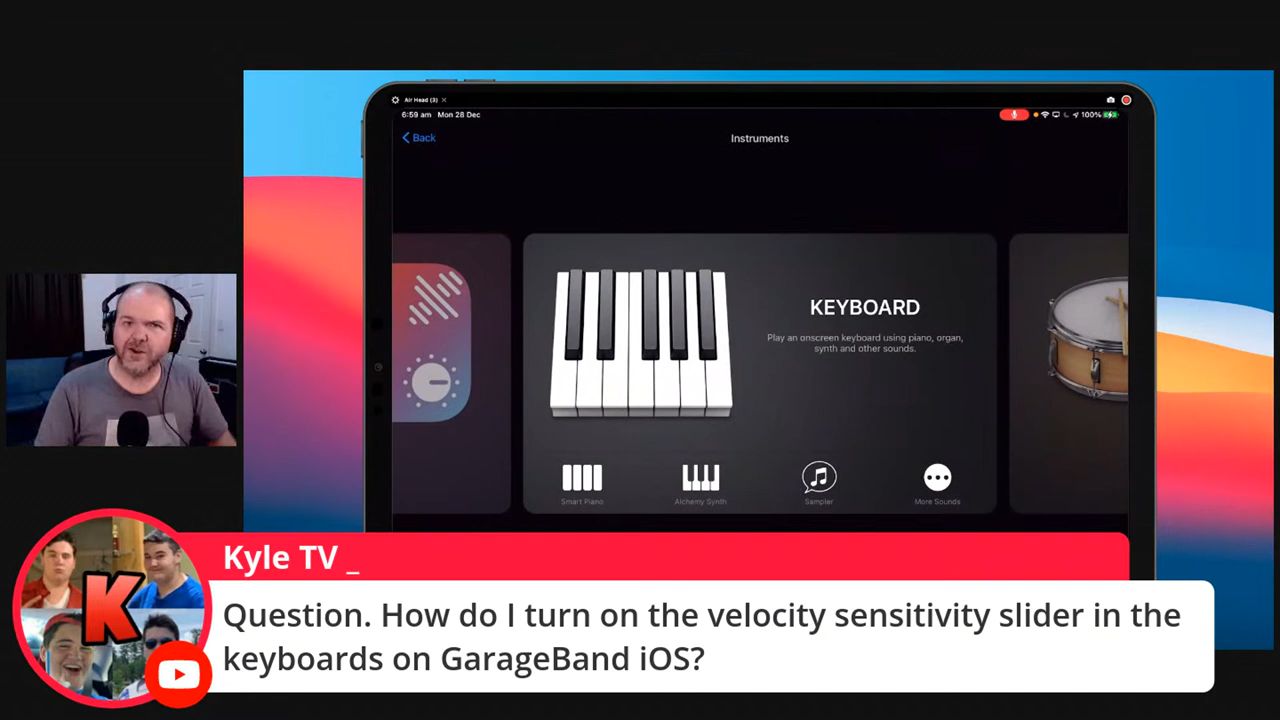 Air Head (3)
6:59 am Mon 28 Dec
100%
Back
Instruments
KEYBOARD
Play an onscreen keyboard using piano, organ,
synth and other sounds.
Smart Piano
Alchemy Synth
Sampler
More Sounds
K
Kyle TV _
Question. How do I turn on the velocity sensitivity slider in the
keyboards on GarageBand iOS?